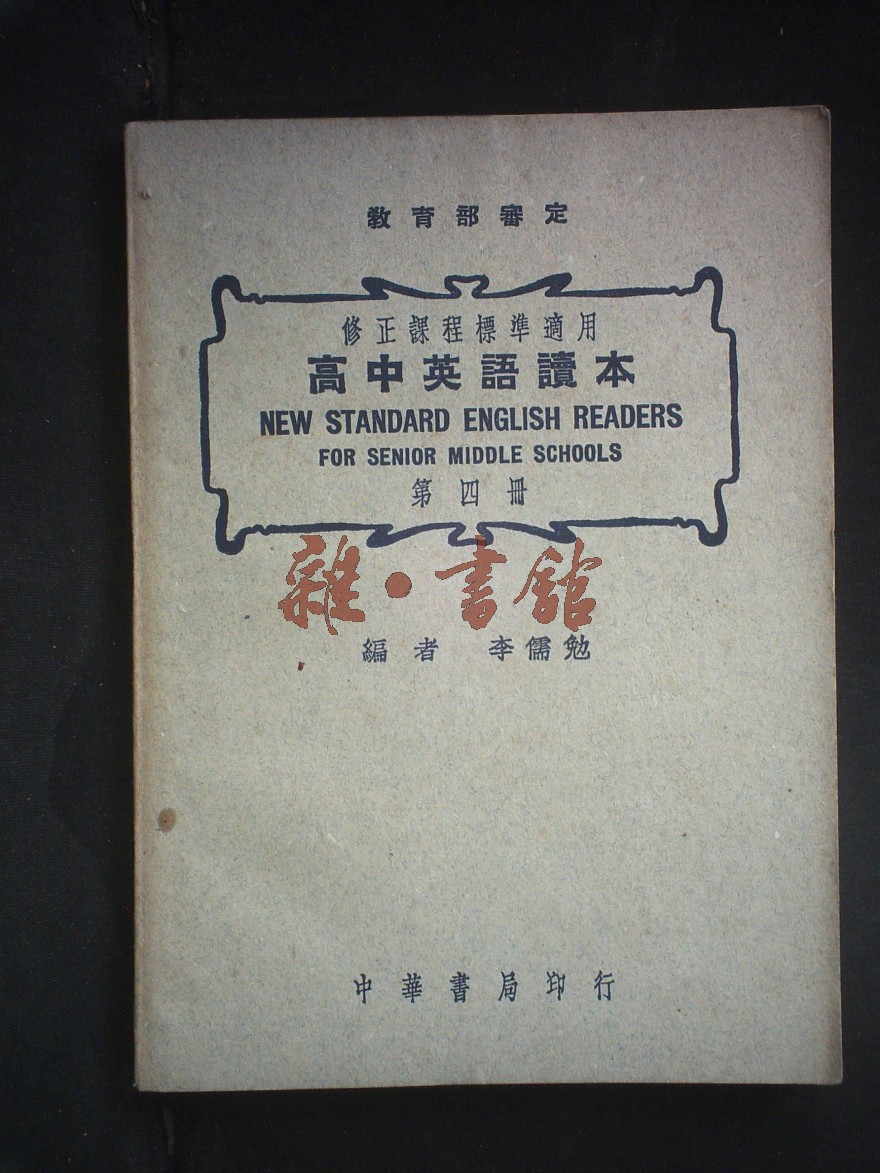 教育部審定
修正課程標準適用
高中英語讀本
NEW STANDARD ENGLISH READERS
FOR SENIOR MIDDLE SCHOOLS
第四冊
雜·書館
編者 李儒勉
中華書局印行